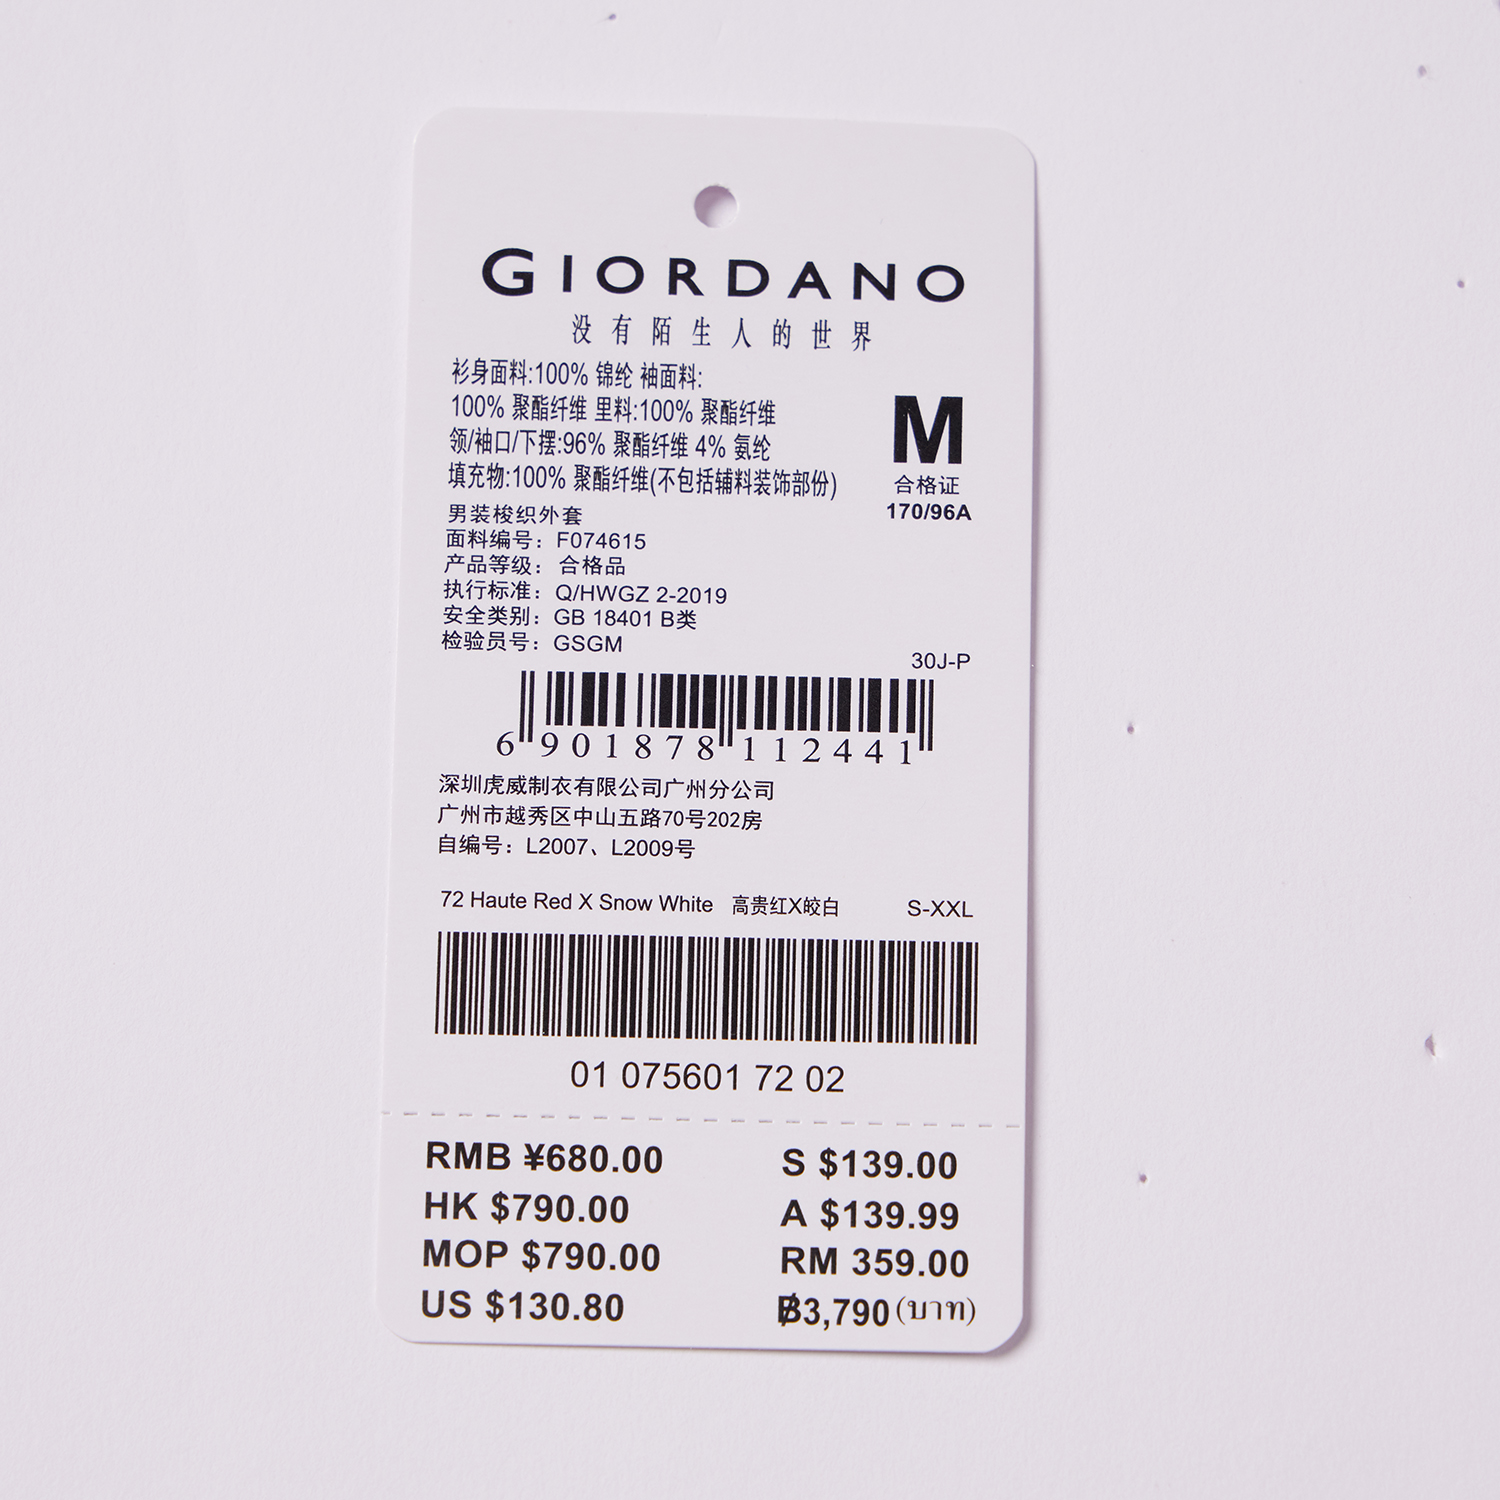 GIORDANO
没有陌生人的世界
衫身面料:100% 锦纶 袖面料:
100% 聚酯纤维 里料:100% 聚酯纤维
领/袖口/下摆:96% 聚酯纤维 4% 氨纶
填充物:100% 聚酯纤维(不包括辅料装饰部份)
M
合格证
170/96A
男装梭织外套
面料编号：F074615
产品等级：合格品
执行标准：Q/HWGZ 2-2019
安全类别：GB 18401 B类
检验员号：GSGM
30J-P
6 901878 112441
深圳虎威制衣有限公司广州分公司
广州市越秀区中山五路70号202房
自编号：L2007、L2009号
72 Haute Red X Snow White 高贵红X皎白 S-XXL
01 075601 72 02
RMB ¥680.00 S $139.00
HK $790.00 A $139.99
MOP $790.00 RM 359.00
US $130.80 ฿3,790 (บาท)